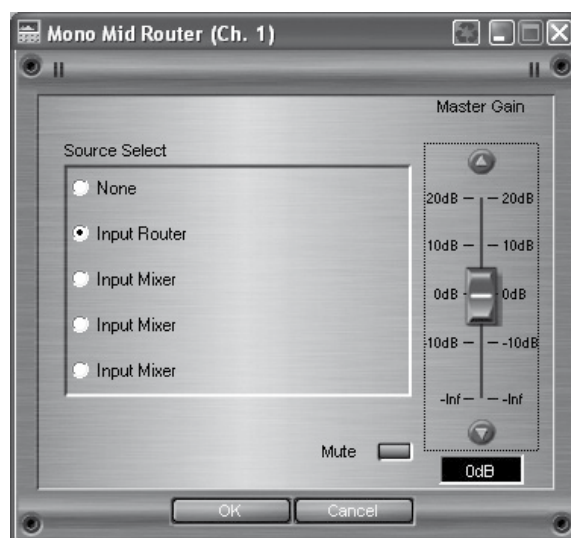 Mono Mid Router (Ch. 1)
Master Gain
Source Select
None
Input Router
Input Mixer
Input Mixer
Input Mixer
20dB 20dB
10dB 10dB
0dB 0dB
-10dB -10dB
-Inf -Inf
Mute
0dB
OK Cancel